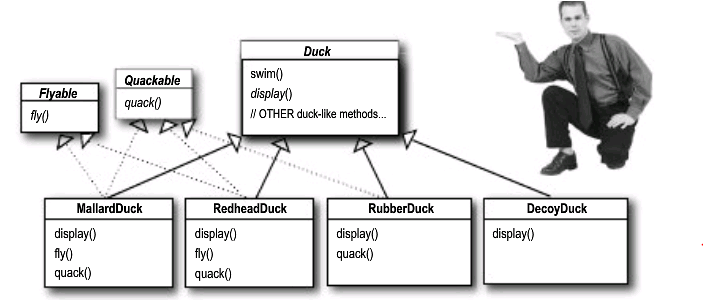 Duck
swim()
display()
// OTHER duck-like methods...
Quackable
quack()
Flyable
fly()
MallardDuck
display()
fly()
quack()
RedheadDuck
display()
fly()
quack()
RubberDuck
display()
quack()
DecoyDuck
display()